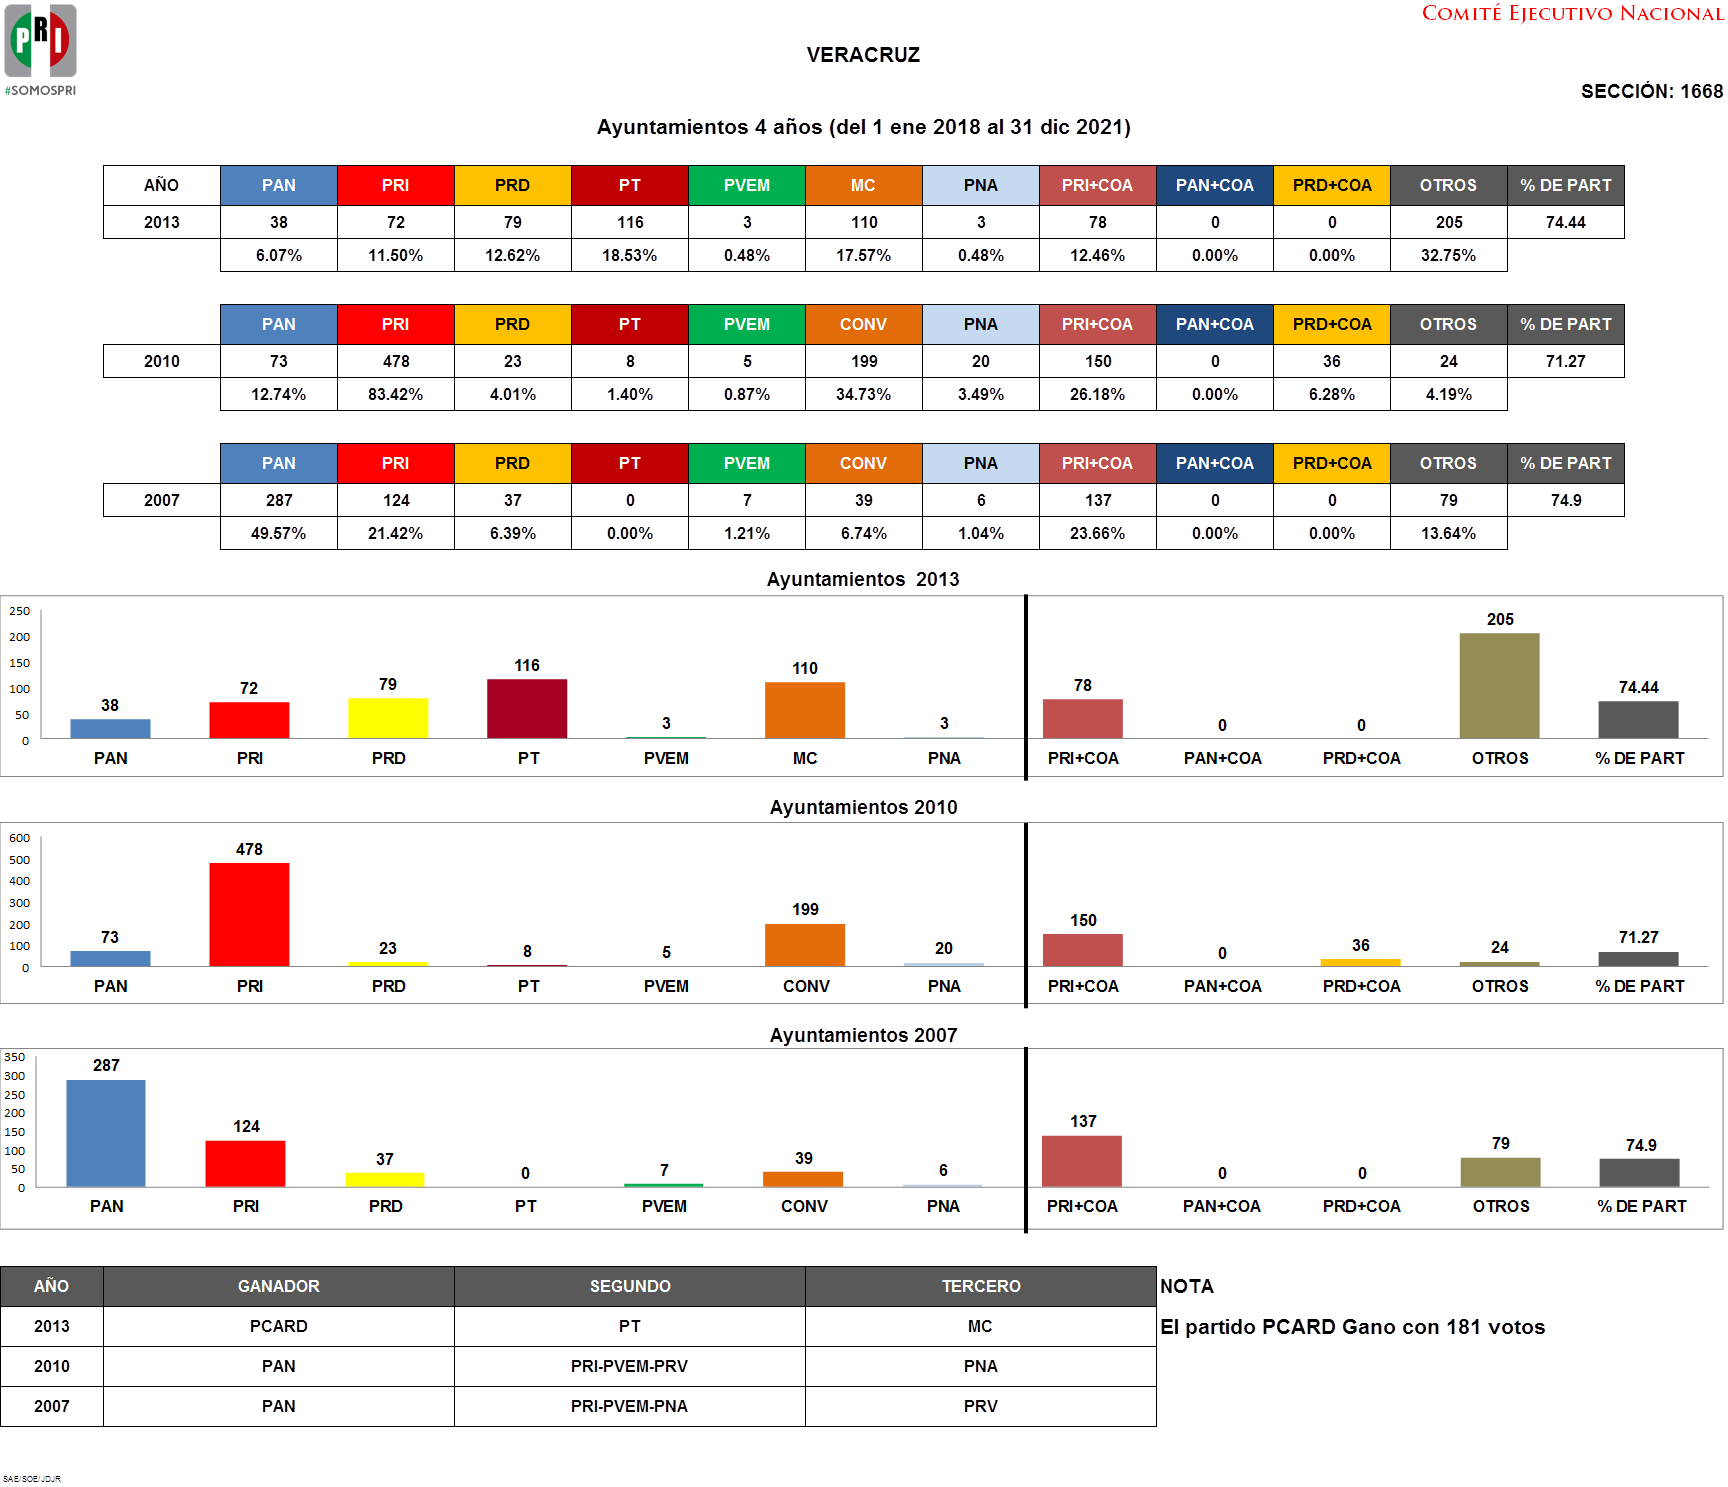 PRI
#SOMOSPRI
COMITÉ EJECUTIVO NACIONAL
VERACRUZ
SECCIÓN: 1668
Ayuntamientos 4 años (del 1 ene 2018 al 31 dic 2021)
AÑO PAN PRI PRD PT PVEM MC PNA PRI+COA PAN+COA PRD+COA OTROS % DE PART
2013 38 72 79 116 3 110 3 78 0 0 205 74.44
6.07% 11.50% 12.62% 18.53% 0.48% 17.57% 0.48% 12.46% 0.00% 0.00% 32.75%
PAN PRI PRD PT PVEM CONV PNA PRI+COA PAN+COA PRD+COA OTROS % DE PART
2010 73 478 23 8 5 199 20 150 0 36 24 71.27
12.74% 83.42% 4.01% 1.40% 0.87% 34.73% 3.49% 26.18% 0.00% 6.28% 4.19%
PAN PRI PRD PT PVEM CONV PNA PRI+COA PAN+COA PRD+COA OTROS % DE PART
2007 287 124 37 0 7 39 6 137 0 0 79 74.9
49.57% 21.42% 6.39% 0.00% 1.21% 6.74% 1.04% 23.66% 0.00% 0.00% 13.64%
Ayuntamientos 2013
250
200
150
100
50
0
38 72 79 116 3 110 3 78 0 0 205 74.44
PAN PRI PRD PT PVEM MC PNA PRI+COA PAN+COA PRD+COA OTROS % DE PART
Ayuntamientos 2010
600
500
400
300
200
100
0
73 478 23 8 5 199 20 150 0 36 24 71.27
PAN PRI PRD PT PVEM CONV PNA PRI+COA PAN+COA PRD+COA OTROS % DE PART
Ayuntamientos 2007
350
300
250
200
150
100
50
0
287 124 37 0 7 39 6 137 0 0 79 74.9
PAN PRI PRD PT PVEM CONV PNA PRI+COA PAN+COA PRD+COA OTROS % DE PART
AÑO GANADOR SEGUNDO TERCERO NOTA
2013 PCARD PT MC El partido PCARD Gano con 181 votos
2010 PAN PRI-PVEM-PRV PNA
2007 PAN PRI-PVEM-PNA PRV
SAE/SOE/JDJR